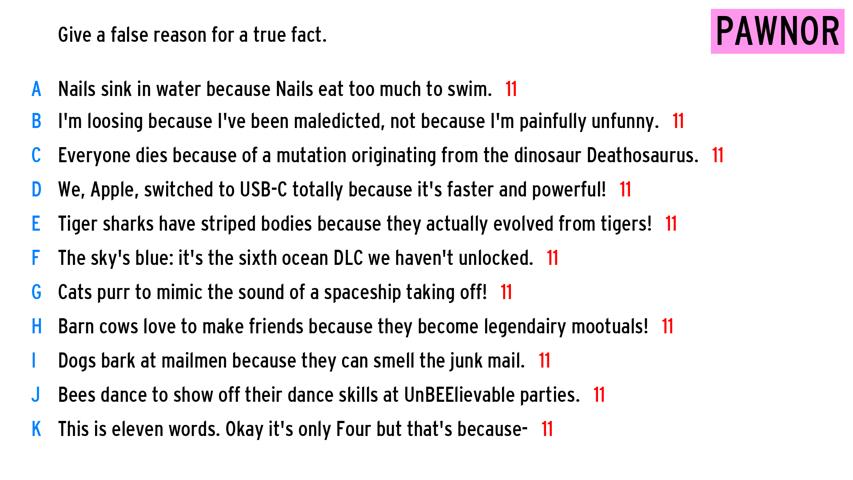 Give a false reason for a true fact.
PAWNOR
A Nails sink in water because Nails eat too much to swim. 11
B I'm loosing because I've been maledicted, not because I'm painfully unfunny. 11
C Everyone dies because of a mutation originating from the dinosaur Deathosaurus. 11
D We, Apple, switched to USB-C totally because it's faster and powerful! 11
E Tiger sharks have striped bodies because they actually evolved from tigers! 11
F The sky's blue: it's the sixth ocean DLC we haven't unlocked. 11
G Cats purr to mimic the sound of a spaceship taking off! 11
H Barn cows love to make friends because they become legendairy mootuals! 11
I Dogs bark at mailmen because they can smell the junk mail. 11
J Bees dance to show off their dance skills at UnBEElievable parties. 11
K This is eleven words. Okay it's only Four but that's because- 11